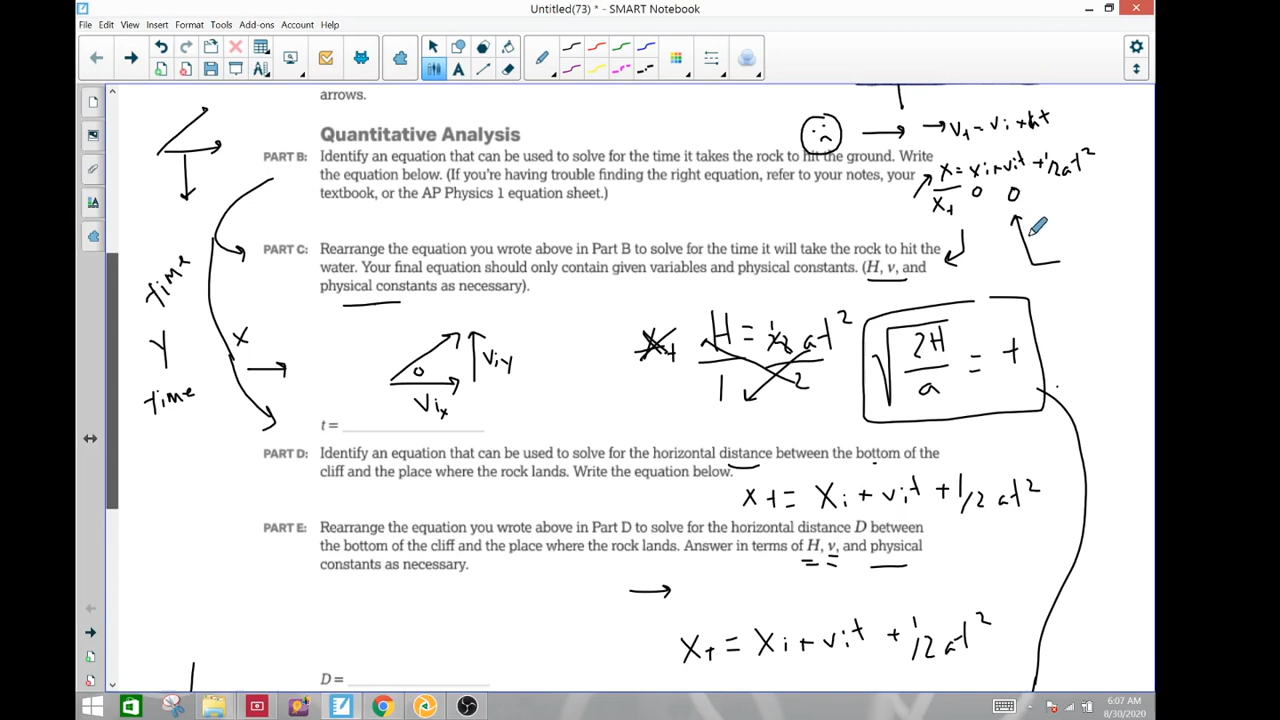 Untitled(73) * - SMART Notebook
File Edit View Insert Format Tools Add-ons Account Help
arrows.
Quantitative Analysis
PART B: Identify an equation that can be used to solve for the time it takes the rock to hit the ground. Write
the equation below. (If you're having trouble finding the right equation, refer to your notes, your
textbook, or the AP Physics 1 equation sheet.)
→ vf = vi + at
x = xi + vit + 1/2 at²
xf 0 0
PART C: Rearrange the equation you wrote above in Part B to solve for the time it will take the rock to hit the
water. Your final equation should only contain given variables and physical constants. (H, v, and
physical constants as necessary).
time
Y
time
X
θ
Viy
Vix
H = 1/2 at²
1 2
√2H/a = t
t =
PART D: Identify an equation that can be used to solve for the horizontal distance between the bottom of the
cliff and the place where the rock lands. Write the equation below.
xf = xi + vit + 1/2 at²
PART E: Rearrange the equation you wrote above in Part D to solve for the horizontal distance D between
the bottom of the cliff and the place where the rock lands. Answer in terms of H, v, and physical
constants as necessary.
xf = xi + vit + 1/2 at²
D =
6:07 AM
8/30/2020